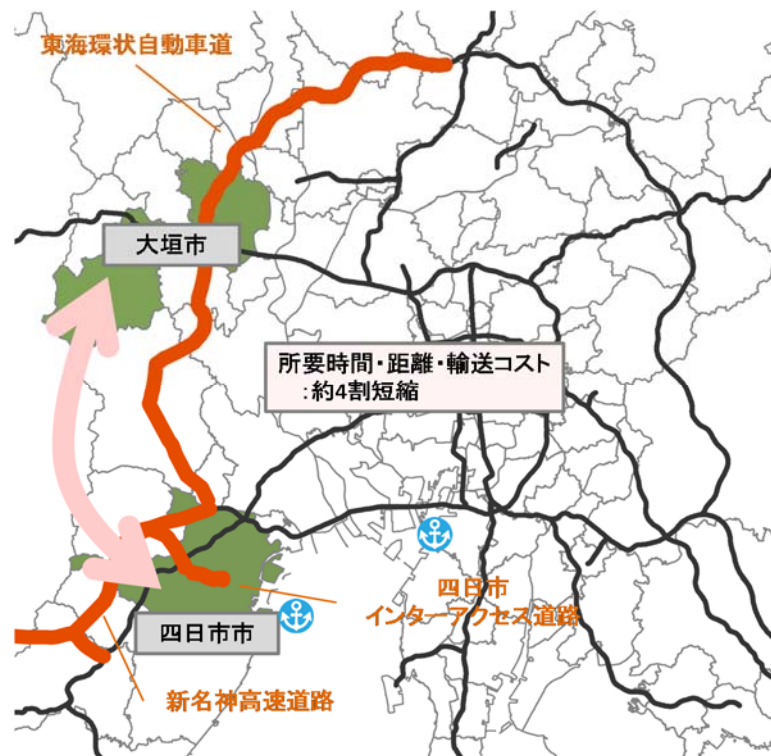 東海環状自動車道
大垣市
所要時間・距離・輸送コスト
：約4割短縮
四日市
インターアクセス道路
四日市市
新名神高速道路